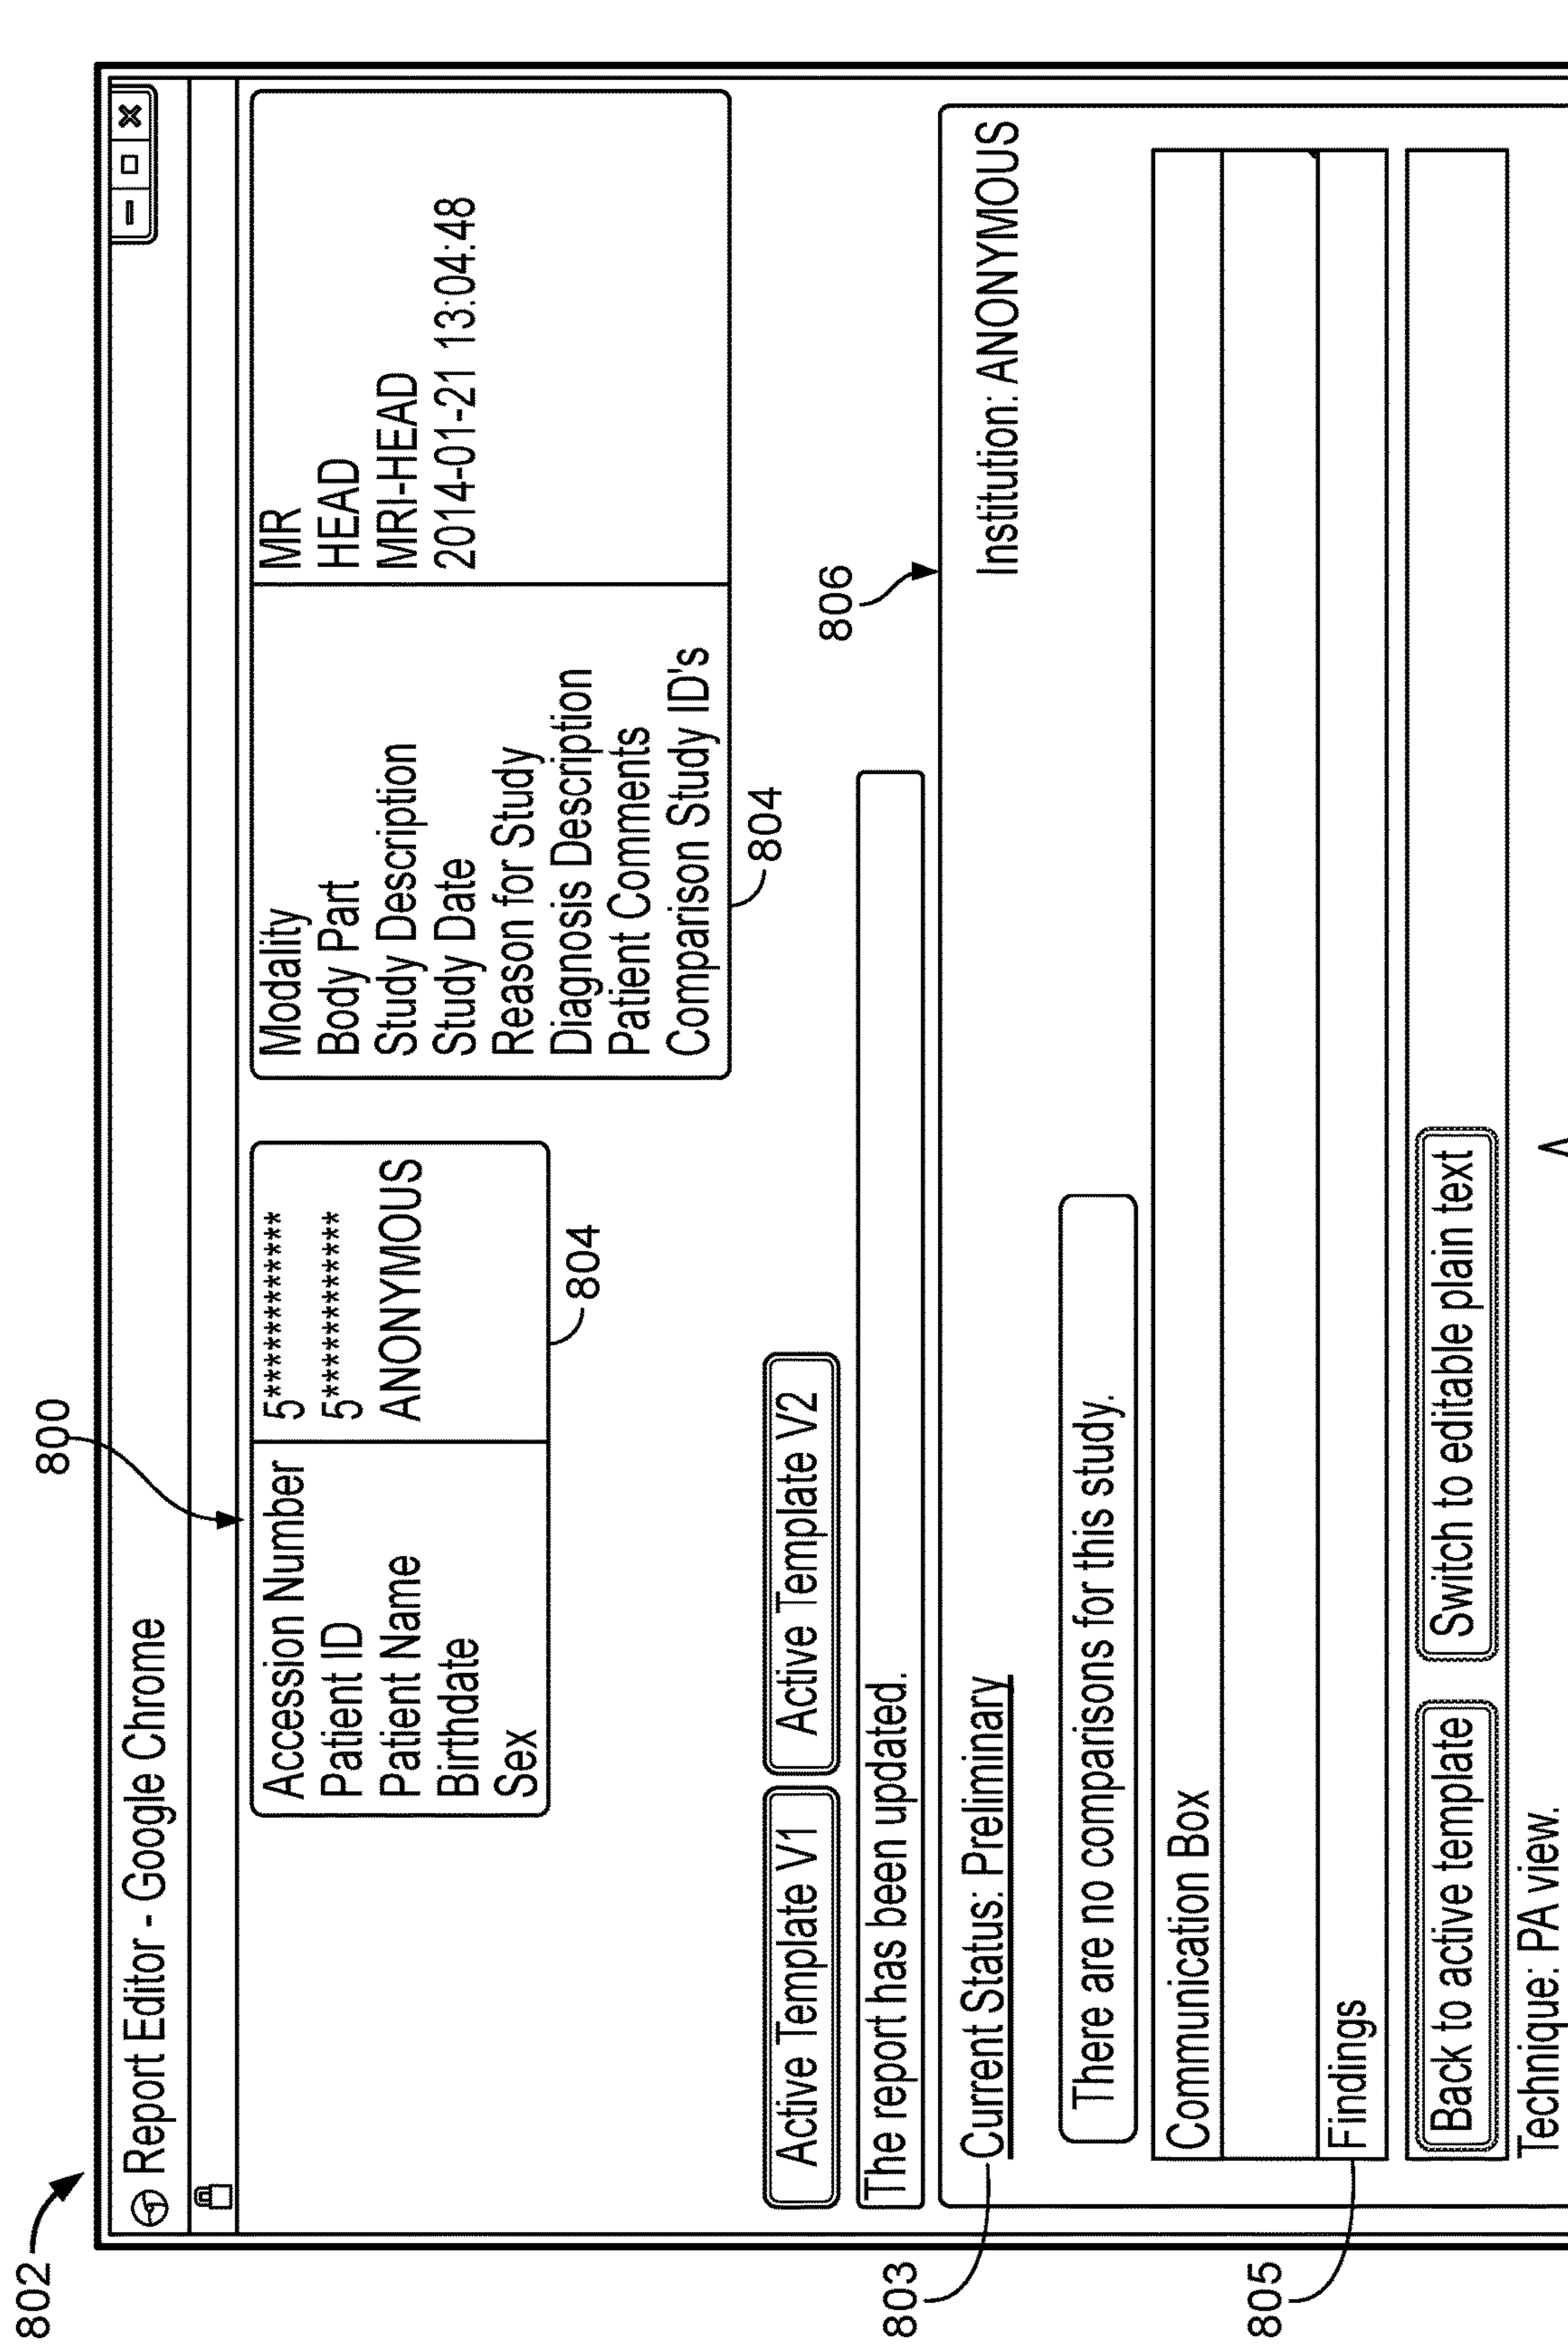 802
800
Report Editor - Google Chrome
Accession Number 5***********
Patient ID 5***********
Patient Name ANONYMOUS
Birthdate
Sex
804
Modality MR
Body Part HEAD
Study Description MRI-HEAD
Study Date 2014-01-21 13:04:48
Reason for Study
Diagnosis Description
Patient Comments
Comparison Study ID's
804
Active Template V1 Active Template V2
The report has been updated.
806
803
Current Status: Preliminary Institution: ANONYMOUS
There are no comparisons for this study.
Communication Box
805
Findings
Back to active template Switch to editable plain text
Technique: PA view.